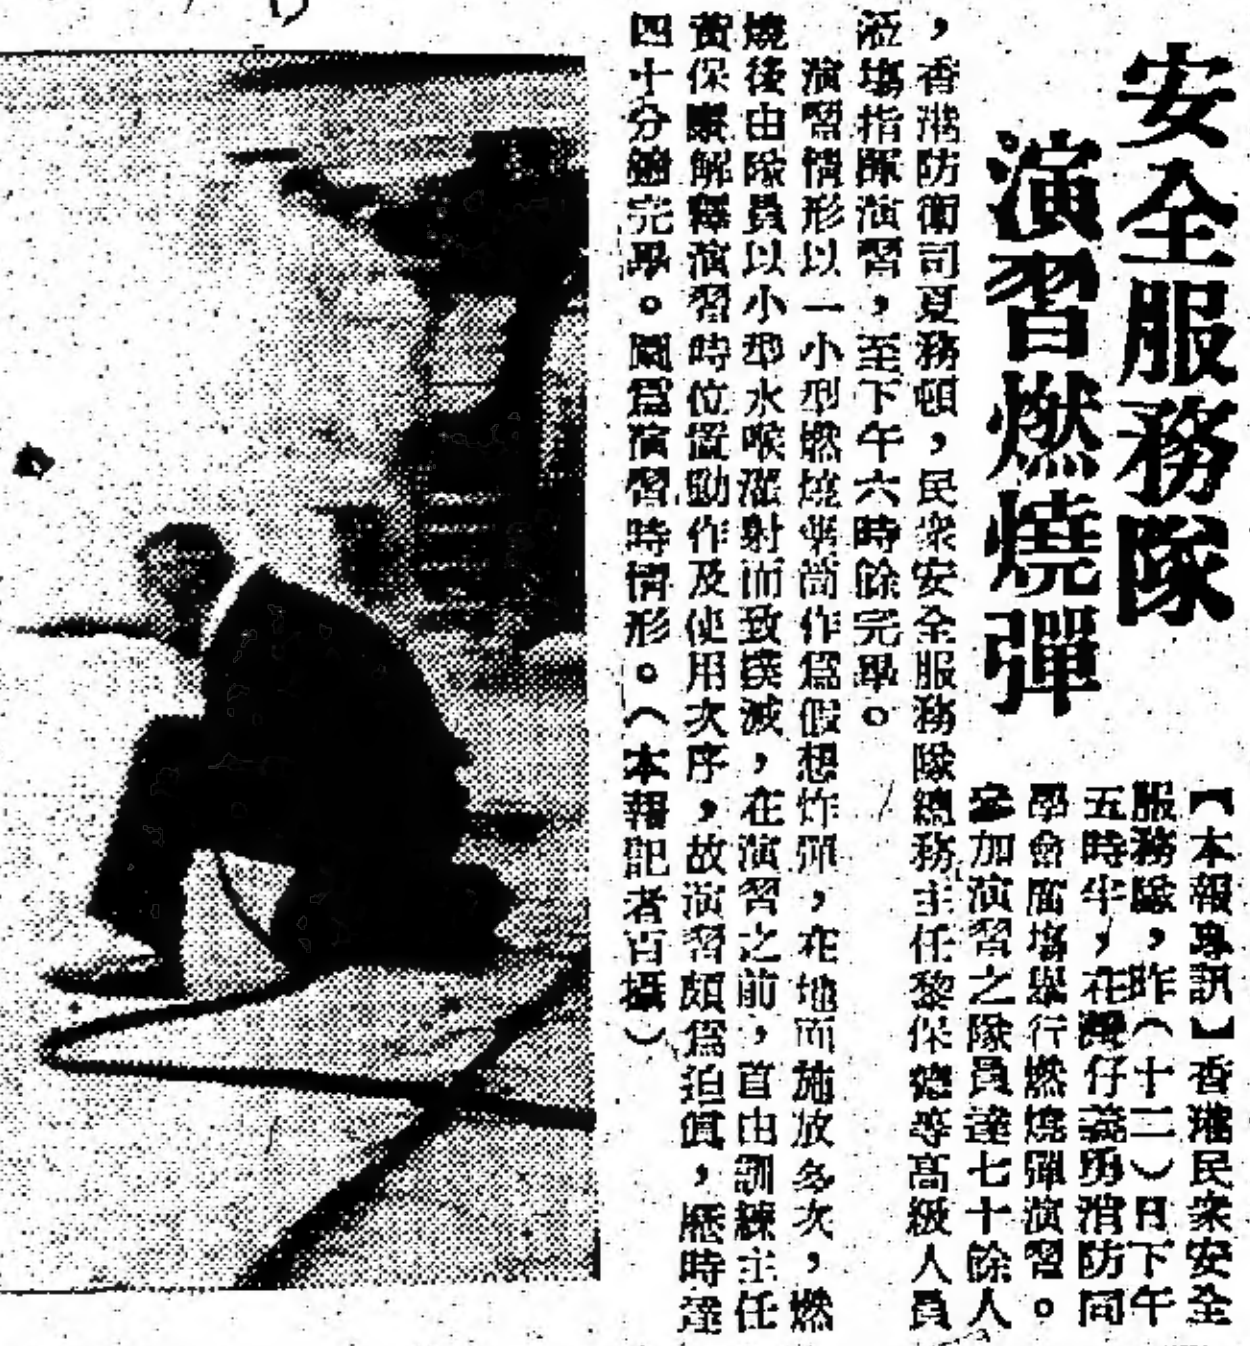 安全服務隊
演習燃燒彈
【本報專訊】香港民衆安全
服務隊，昨（十二）日下午
五時半，在灣仔義勇消防同
學會廣塲舉行燃燒彈演習。
參加演習之隊員達七十餘人
，香港防衛司夏務頓，民衆安全服務隊總務主任黎保德等高級人員
蒞塲指揮演習，至下午六時餘完畢。
演習情形以一小型燃燒藥筒作爲假想炸彈，在地面施放多次，燃
燒後由隊員以小型水喉灌射而致撲滅，在演習之前，首由訓練主任
黃保解釋演習時位置動作及使用次序，故演習頗爲迫眞，歷時達
四十分鐘完畢。圖爲演習時情形。（本報記者百攝）